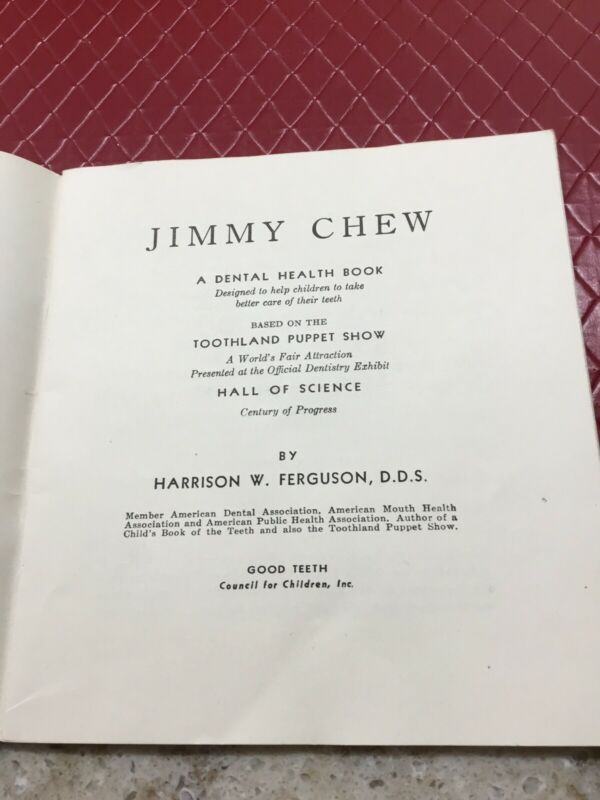 JIMMY CHEW
A DENTAL HEALTH BOOK
Designed to help children to take
better care of their teeth
BASED ON THE
TOOTHLAND PUPPET SHOW
A World's Fair Attraction
Presented at the Official Dentistry Exhibit
HALL OF SCIENCE
Century of Progress
BY
HARRISON W. FERGUSON, D.D.S.
Member American Dental Association, American Mouth Health
Association and American Public Health Association. Author of a
Child's Book of the Teeth and also the Toothland Puppet Show.
GOOD TEETH
Council for Children, Inc.